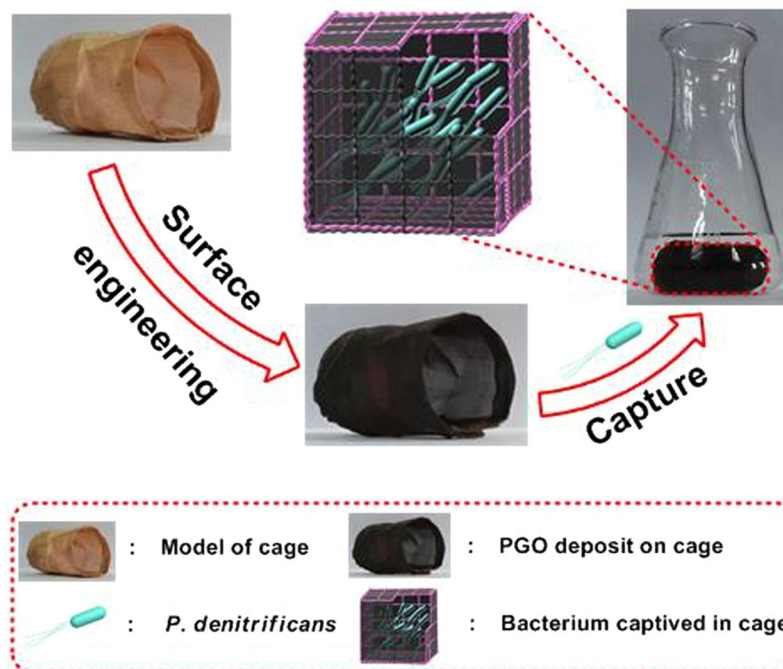 Surface
engineering
Capture
: Model of cage
: PGO deposit on cage
: P. denitrificans
: Bacterium captived in cage